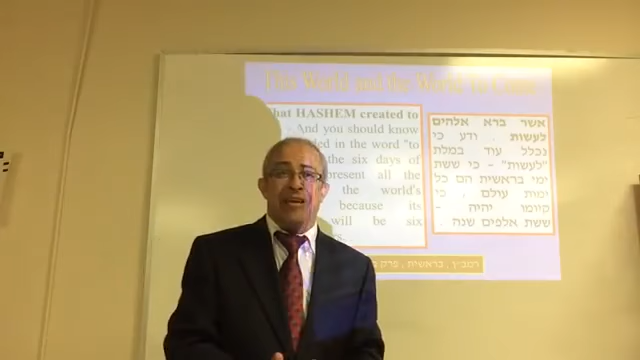 This World and the World to Come
that HASHEM created to
And you should know
in the word "to
the six days of
present all the
the world's
because its
will be six
אשר ברא אלהים
לעשות . ודע כי
נכלל עוד במלת
"לעשות" – כי ששת
ימי בראשית הם כל
ימות עולם , כי
קיומו יהיה –
ששת אלפים שנה .
רמב"ן , בראשית , פרק